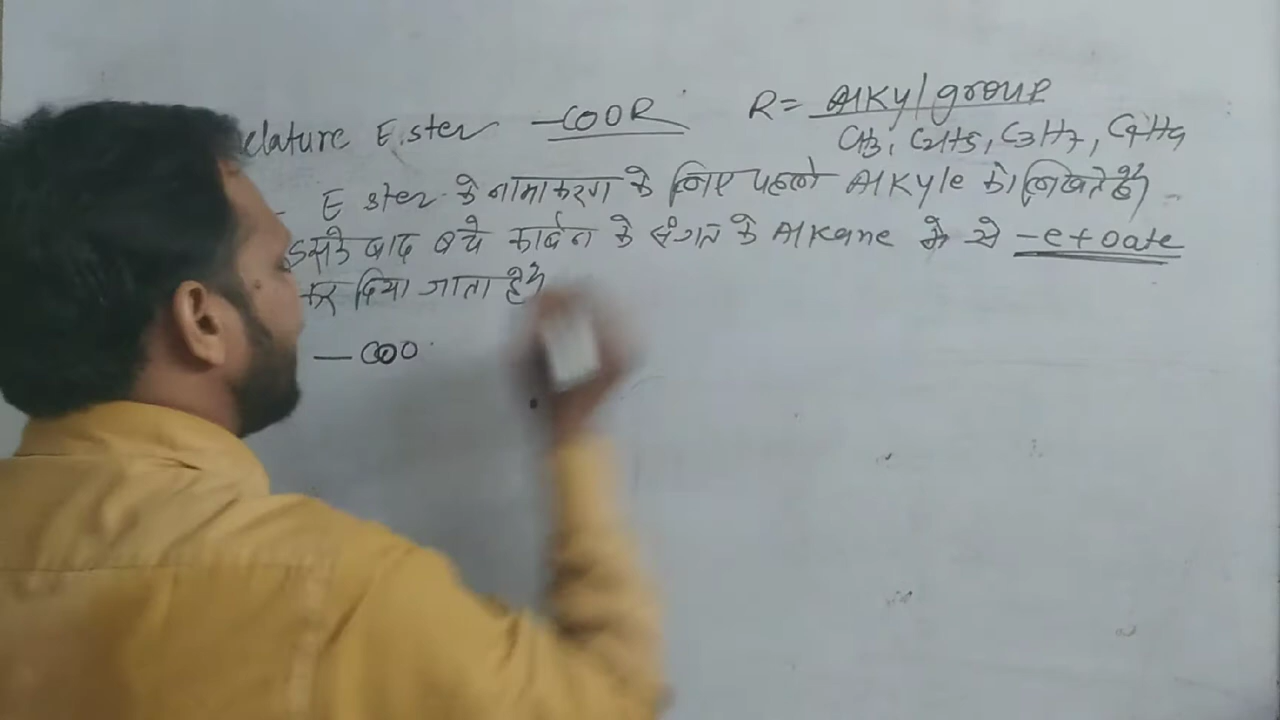 elature Ester -COOR R = Alkyl group
CH3, C2H5, C3H7, C4H9
- Ester के नामाकरण के लिए पहले Alkyle को लिखते हैं
इसके बाद बचे कार्बन के संगत के Alkane मे से -e+oate
कर दिया जाता है
- COO